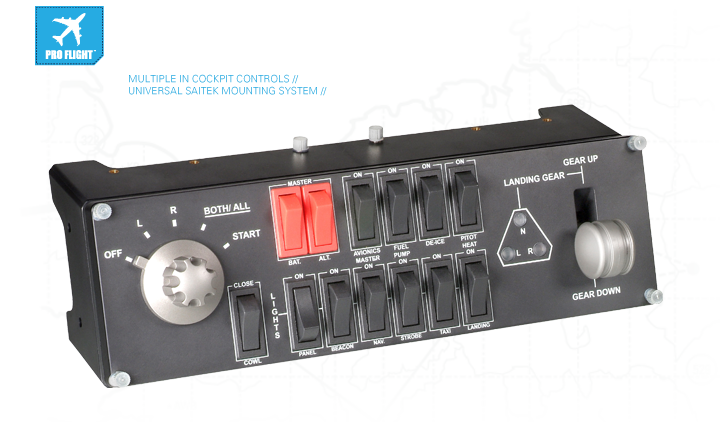 PRO FLIGHT™
MULTIPLE IN COCKPIT CONTROLS //
UNIVERSAL SAITEK MOUNTING SYSTEM //
OFF
L
R
BOTH/ ALL
START
MASTER
BAT.
ALT.
ON
ON
ON
ON
AVIONICS
MASTER
FUEL
PUMP
DE-ICE
PITOT
HEAT
LANDING GEAR
GEAR UP
N
L
R
GEAR DOWN
CLOSE
COWL
LIGHTS
ON
ON
ON
ON
ON
ON
PANEL
BEACON
NAV.
STROBE
TAXI
LANDING